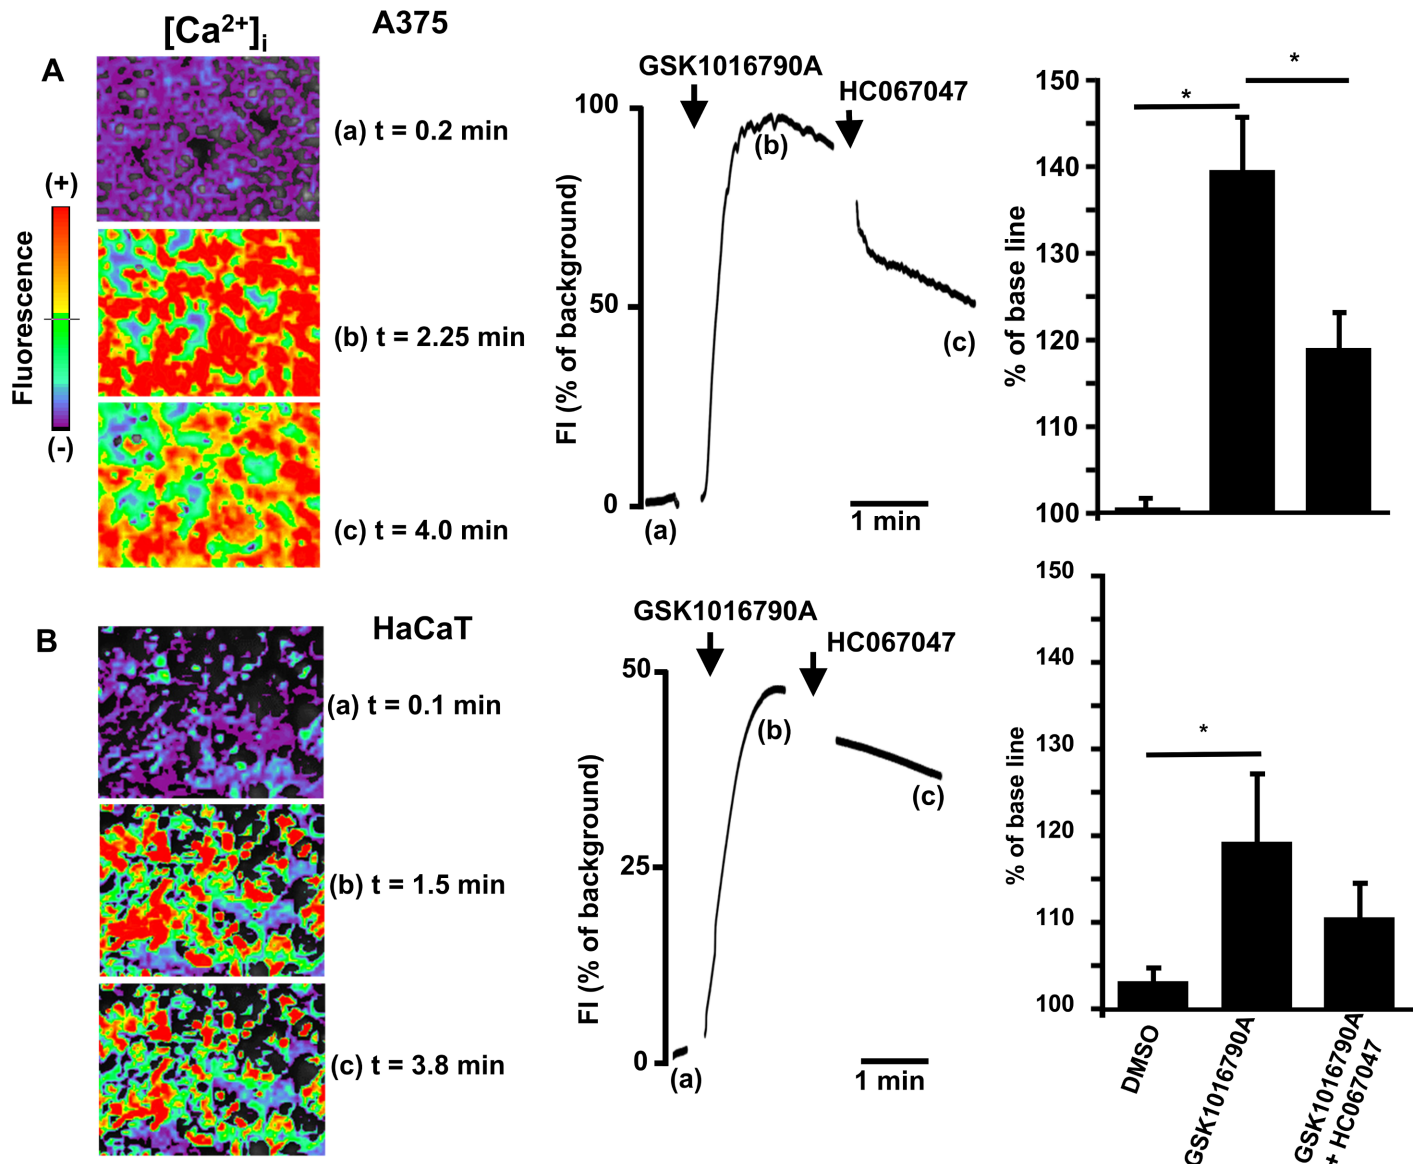 [Ca²⁺]ᵢ
A375
A
(a) t = 0.2 min
(+)
Fluorescence
(b) t = 2.25 min
(-)
(c) t = 4.0 min
GSK1016790A
HC067047
100
(b)
FI (% of background)
50
(c)
0
(a)
1 min
*
*
150
140
130
% of base line
120
110
100
B
HaCaT
(a) t = 0.1 min
(b) t = 1.5 min
(c) t = 3.8 min
GSK1016790A
HC067047
50
(b)
FI (% of background)
(c)
25
0
(a)
1 min
150
140
130
*
% of base line
120
110
100
DMSO
GSK1016790A
GSK1016790A
+ HC067047